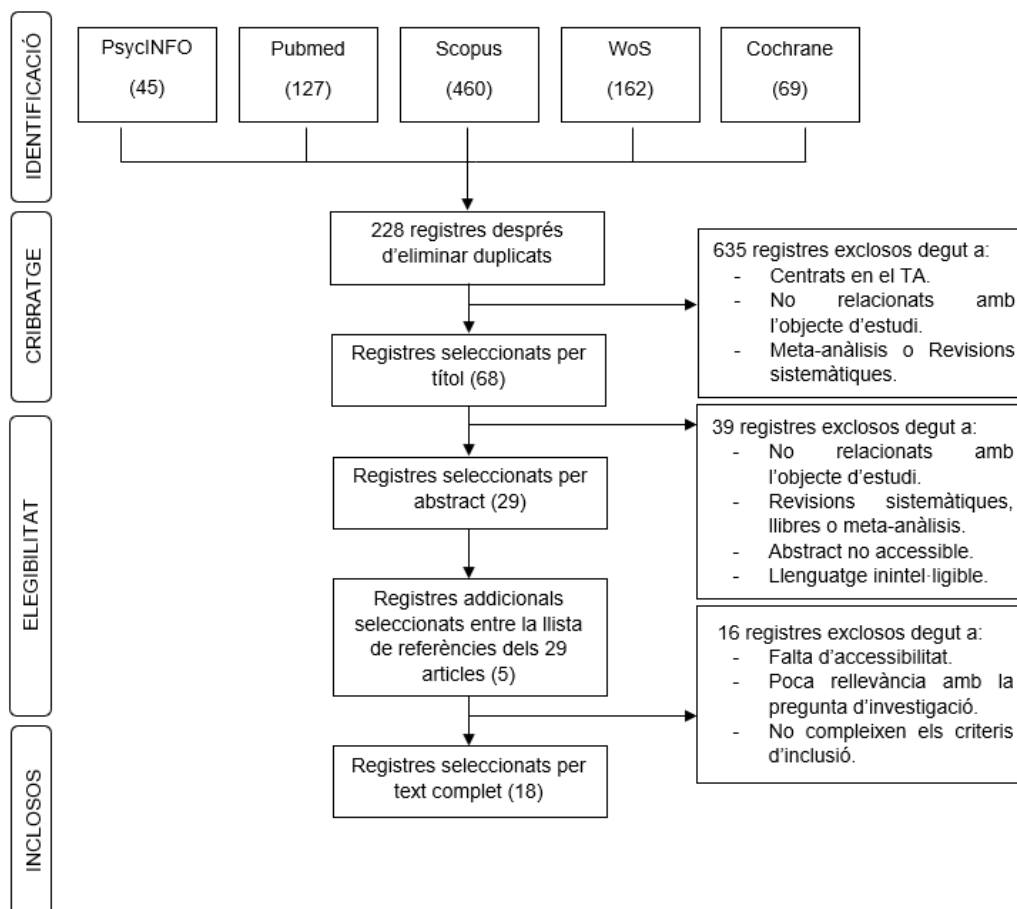 IDENTIFICACIÓ
PsycINFO
(45)
Pubmed
(127)
Scopus
(460)
WoS
(162)
Cochrane
(69)
CRIBRATGE
228 registres després
d’eliminar duplicats
635 registres exclosos degut a:
- Centrats en el TA.
- No relacionats amb
l’objecte d’estudi.
- Meta-anàlisis o Revisions
sistemàtiques.
Registres seleccionats per
títol (68)
ELEGIBILITAT
39 registres exclosos degut a:
- No relacionats amb
l’objecte d’estudi.
- Revisions sistemàtiques,
llibres o meta-anàlisis.
- Abstract no accessible.
- Llenguatge inintel·ligible.
Registres seleccionats per
abstract (29)
Registres addicionals
seleccionats entre la llista
de referències dels 29
articles (5)
16 registres exclosos degut a:
- Falta d’accessibilitat.
- Poca rellevància amb la
pregunta d’investigació.
- No compleixen els criteris
d’inclusió.
INCLOSOS
Registres seleccionats per
text complet (18)